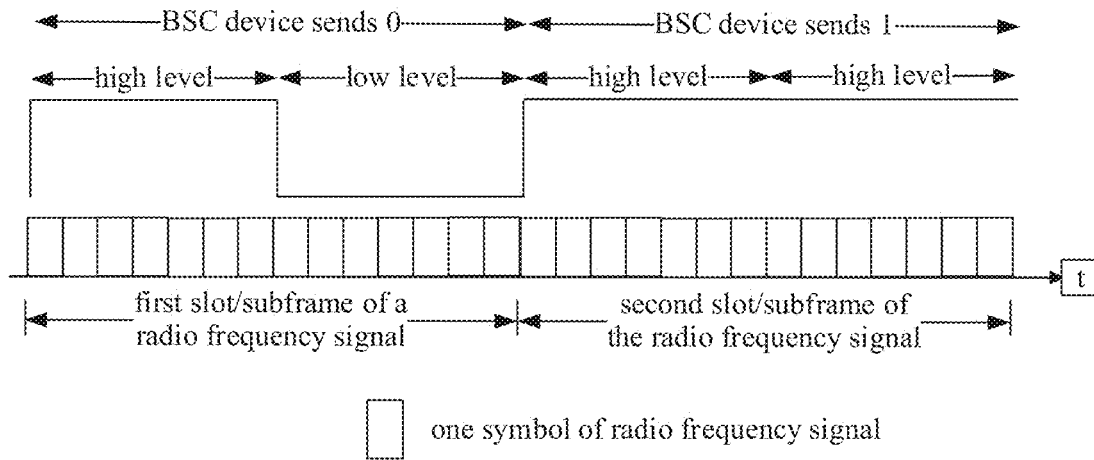 BSC device sends 0
BSC device sends 1
high level
low level
high level
high level
t
first slot/subframe of a
radio frequency signal
second slot/subframe of
the radio frequency signal
one symbol of radio frequency signal